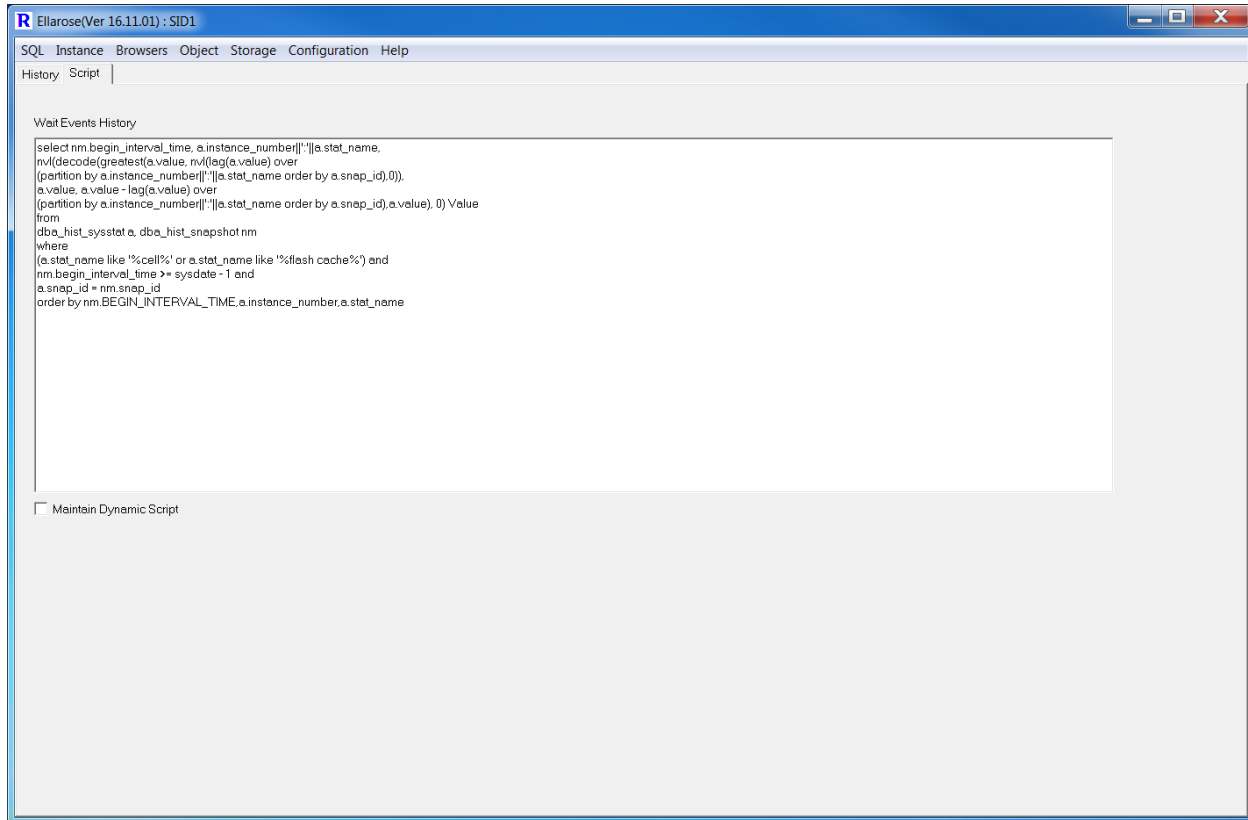 R Ellarose(Ver 16.11.01) : SID1
SQL Instance Browsers Object Storage Configuration Help
History Script
Wait Events History
select nm.begin_interval_time, a.instance_number||':'||a.stat_name,
nvl(decode(greatest(a.value, nvl(lag(a.value) over
(partition by a.instance_number||':'||a.stat_name order by a.snap_id),0)),
a.value, a.value - lag(a.value) over
(partition by a.instance_number||':'||a.stat_name order by a.snap_id),a.value), 0) Value
from
dba_hist_sysstat a, dba_hist_snapshot nm
where
(a.stat_name like '%cell%' or a.stat_name like '%flash cache%') and
nm.begin_interval_time >= sysdate - 1 and
a.snap_id = nm.snap_id
order by nm.BEGIN_INTERVAL_TIME,a.instance_number,a.stat_name
Maintain Dynamic Script